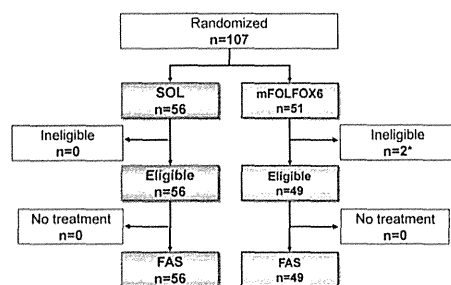 Randomized
n=107
SOL
n=56
mFOLFOX6
n=51
Ineligible
n=0
Ineligible
n=2*
Eligible
n=56
Eligible
n=49
No treatment
n=0
No treatment
n=0
FAS
n=56
FAS
n=49